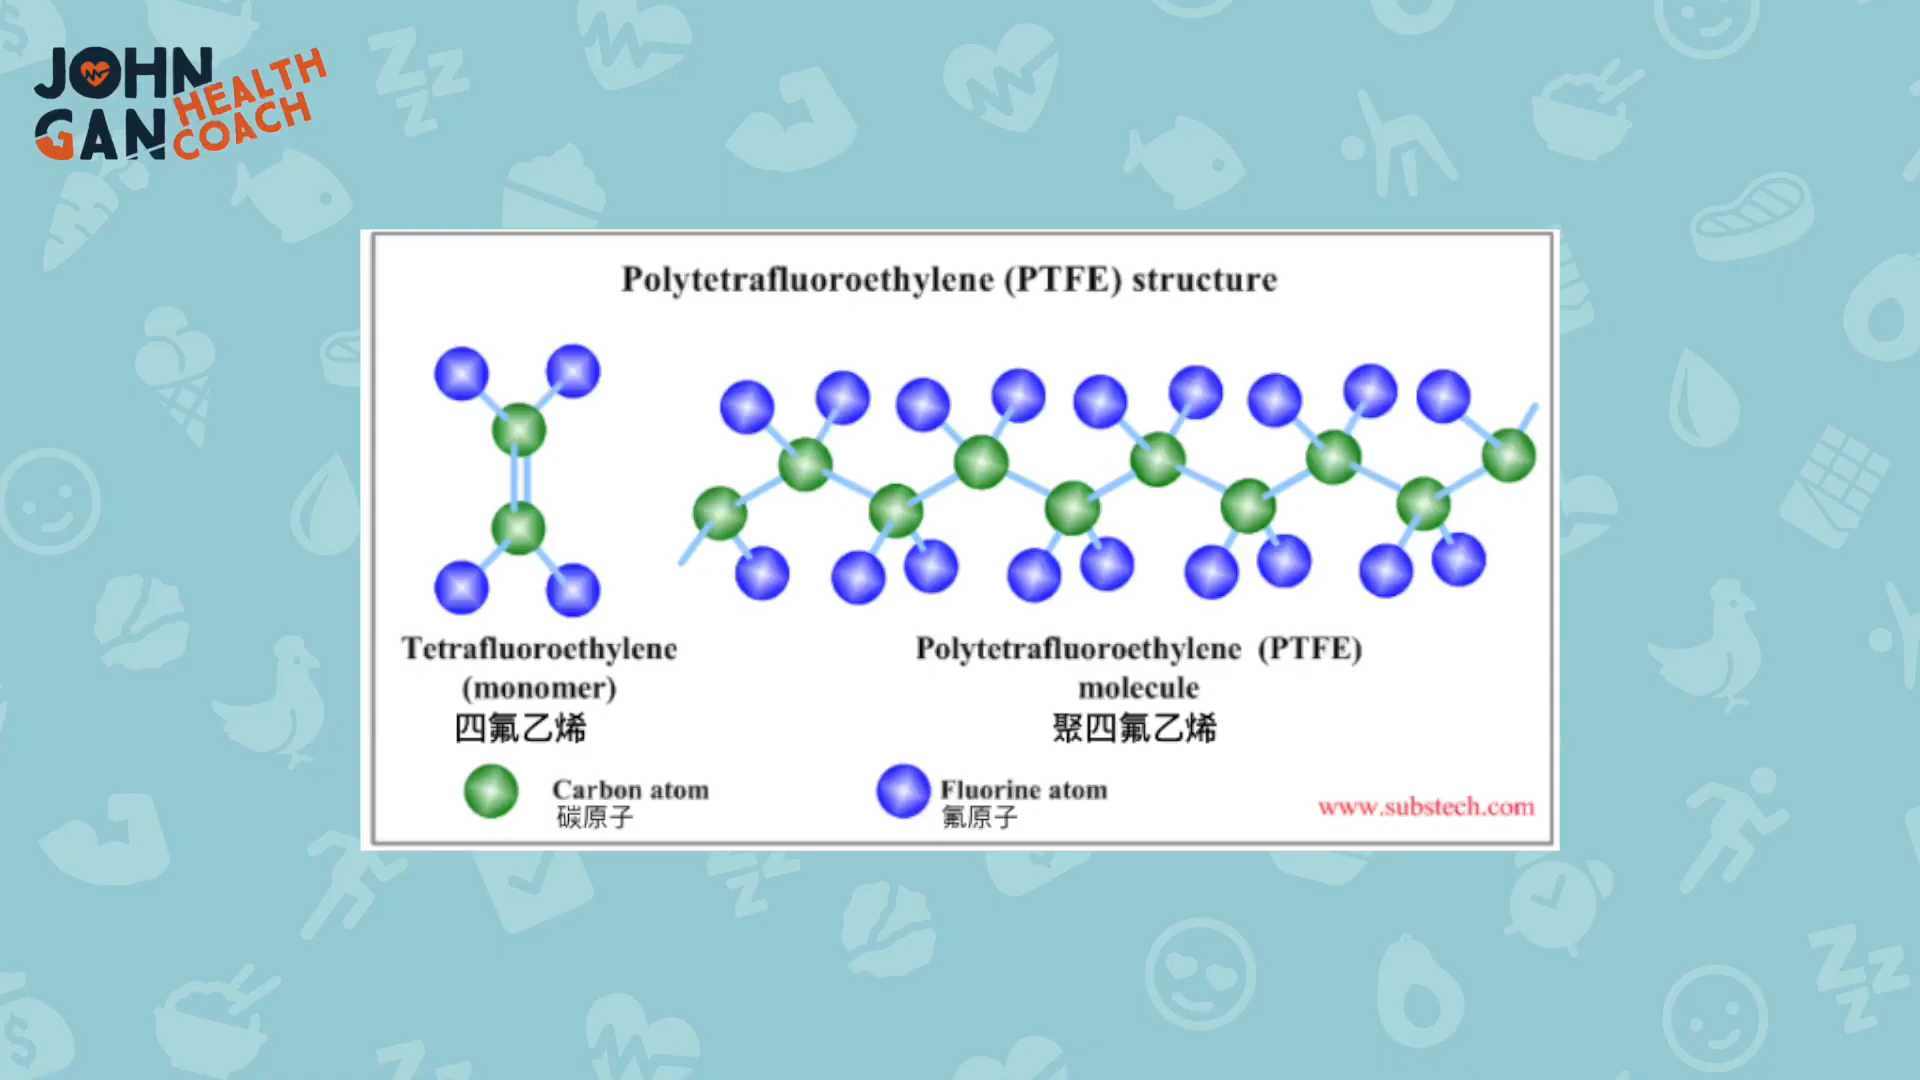 JOHN
GAN
HEALTH
COACH
Polytetrafluoroethylene (PTFE) structure
Tetrafluoroethylene
(monomer)
四氟乙烯
Polytetrafluoroethylene (PTFE)
molecule
聚四氟乙烯
Carbon atom
碳原子
Fluorine atom
氟原子
www.substech.com